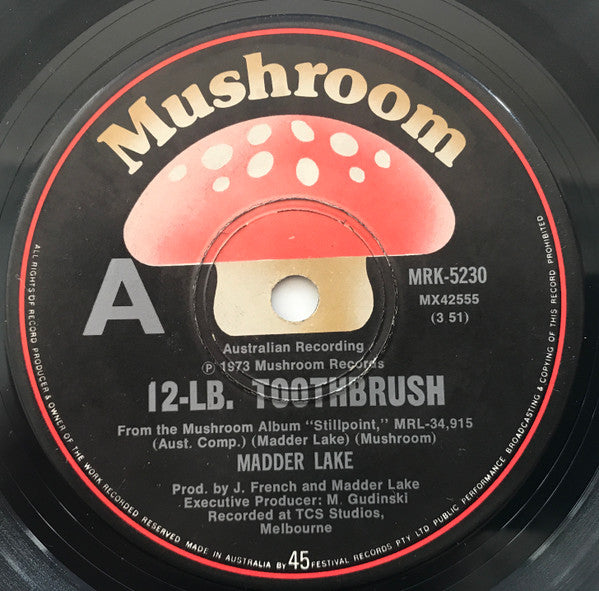 Mushroom
A
MRK-5230
MX42555
(3 51)
Australian Recording
Ⓟ 1973 Mushroom Records
12-LB. TOOTHBRUSH
From the Mushroom Album "Stillpoint," MRL-34,915
(Aust. Comp.) (Madder Lake) (Mushroom)
MADDER LAKE
Prod. by J. French and Madder Lake
Executive Producer: M. Gudinski
Recorded at TCS Studios,
Melbourne
ALL RIGHTS OF RECORD PRODUCER & OWNER OF THE WORK RECORDED RESERVED MADE IN AUSTRALIA BY 45 FESTIVAL RECORDS PTY LTD PUBLIC PERFORMANCE BROADCASTING & COPYING OF THIS RECORD PROHIBITED